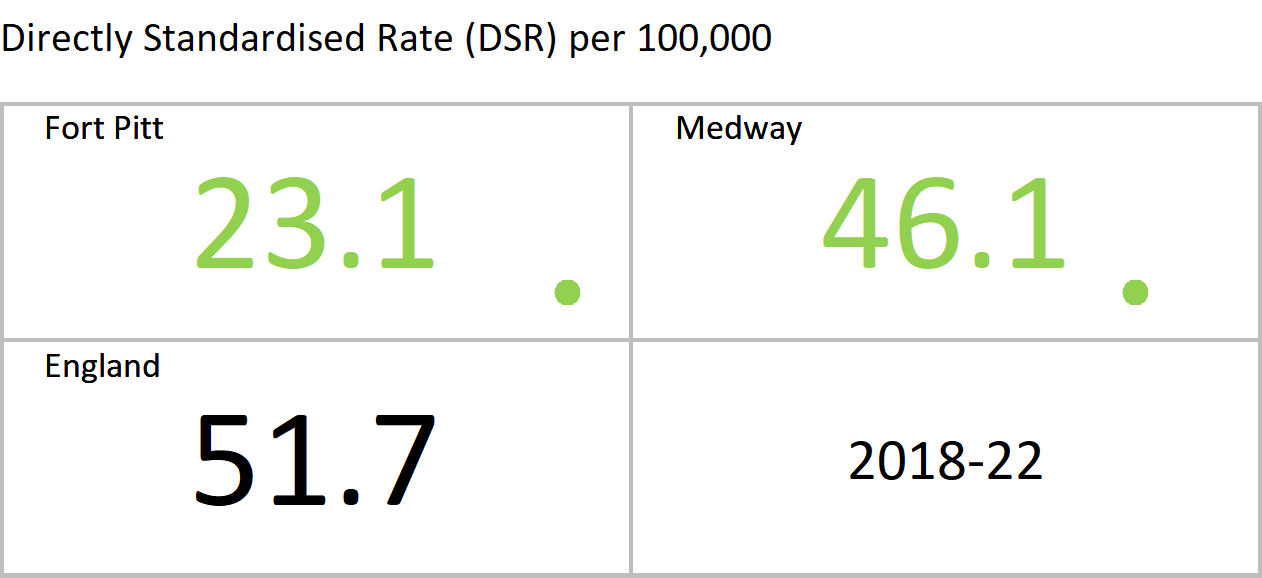 Directly Standardised Rate (DSR) per 100,000
Fort Pitt
23.1
Medway
46.1
England
51.7
2018-22